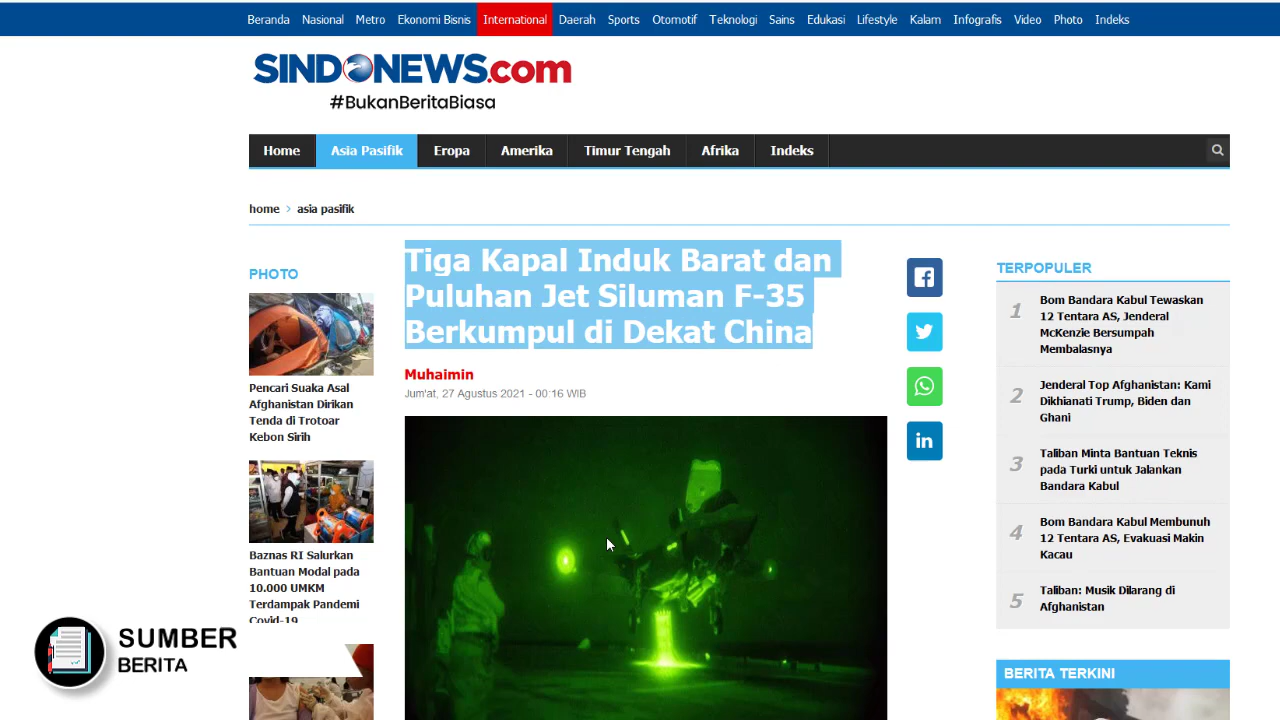 Beranda Nasional Metro Ekonomi Bisnis International Daerah Sports Otomotif Teknologi Sains Edukasi Lifestyle Kalam Infografis Video Photo Indeks
SINDONEWS.com
#BukanBeritaBiasa
Home Asia Pasifik Eropa Amerika Timur Tengah Afrika Indeks
home > asia pasifik
PHOTO
Pencari Suaka Asal
Afghanistan Dirikan
Tenda di Trotoar
Kebon Sirih
Baznas RI Salurkan
Bantuan Modal pada
10.000 UMKM
Terdampak Pandemi
Covid-19
Tiga Kapal Induk Barat dan
Puluhan Jet Siluman F-35
Berkumpul di Dekat China
Muhaimin
Jum'at, 27 Agustus 2021 - 00:16 WIB
TERPOPULER
1 Bom Bandara Kabul Tewaskan
12 Tentara AS, Jenderal
McKenzie Bersumpah
Membalasnya
2 Jenderal Top Afghanistan: Kami
Dikhianati Trump, Biden dan
Ghani
3 Taliban Minta Bantuan Teknis
pada Turki untuk Jalankan
Bandara Kabul
4 Bom Bandara Kabul Membunuh
12 Tentara AS, Evakuasi Makin
Kacau
5 Taliban: Musik Dilarang di
Afghanistan
BERITA TERKINI
SUMBER
BERITA